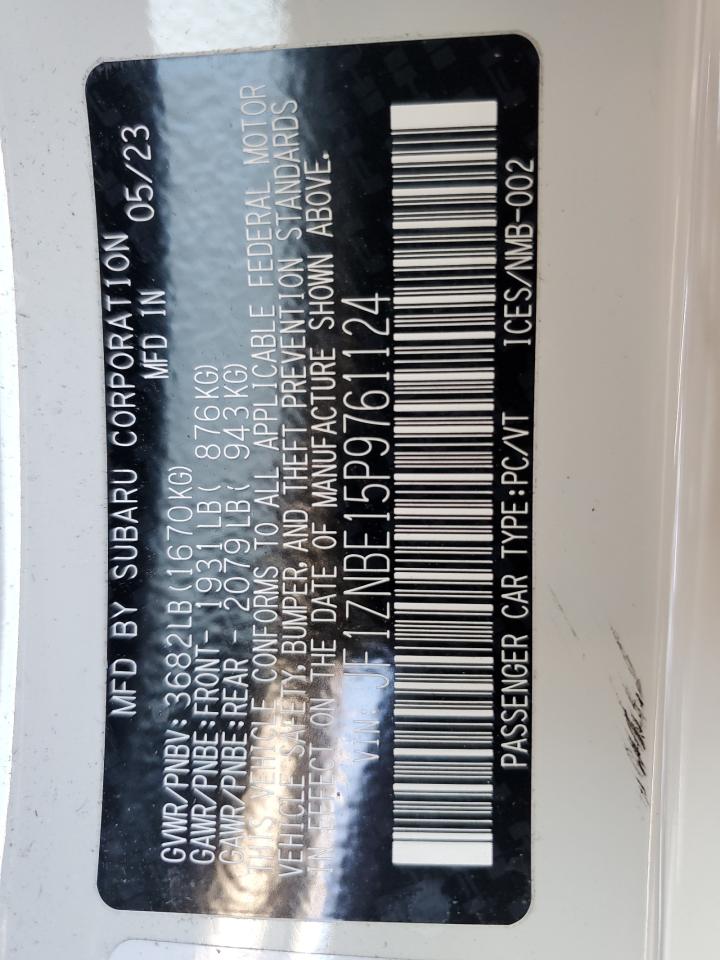 MFD BY SUBARU CORPORATION
MFD IN 05/23
GVWR/PNBV: 3682LB(1670KG)
GAWR/PNBE:FRONT- 1931LB( 876KG)
GAWR/PNBE:REAR - 2079LB( 943KG)
THIS VEHICLE CONFORMS TO ALL APPLICABLE FEDERAL MOTOR
VEHICLE SAFETY, BUMPER, AND THEFT PREVENTION STANDARDS
IN EFFECT ON THE DATE OF MANUFACTURE SHOWN ABOVE.
VIN: JF1ZNBE15P9761124
PASSENGER CAR TYPE:PC/VT ICES/NMB-002